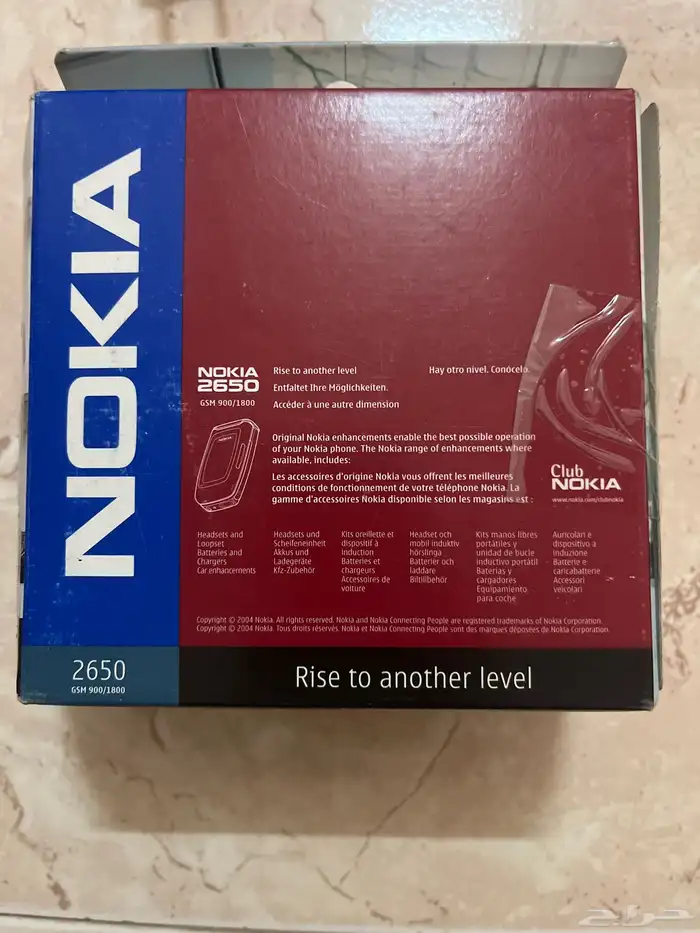 NOKIA
NOKIA
2650
GSM 900/1800
Rise to another level
Entfaltet Ihre Möglichkeiten.
Accéder à une autre dimension
Hay otro nivel. Conócelo.
Original Nokia enhancements enable the best possible operation
of your Nokia phone. The Nokia range of enhancements where
available, includes:
Les accessoires d'origine Nokia vous offrent les meilleures
conditions de fonctionnement de votre téléphone Nokia. La
gamme d'accessoires Nokia disponible selon les magasins est :
Club
NOKIA
www.nokia.com/clubnokia
Headsets and
Loopset
Batteries and
Chargers
Car enhancements
Headsets und
Schleifeneinheit
Akkus und
Ladegeräte
Kfz-Zubehör
Kits oreillette et
dispositif à
induction
Batteries et
chargeurs
Accessoires de
voiture
Headset och
mobil induktiv
hörslinga
Batterier och
laddare
Biltillbehör
Kits manos libres
portátiles y
unidad de bucle
inductivo portátil
Baterías y
cargadores
Equipamiento
para coche
Auricolari e
dispositivo a
induzione
Batterie e
caricabatterie
Accessori
veicolari
Copyright © 2004 Nokia. All rights reserved. Nokia and Nokia Connecting People are registered trademarks of Nokia Corporation.
Copyright © 2004 Nokia. Tous droits réservés. Nokia et Nokia Connecting People sont des marques déposées de Nokia Corporation.
2650
GSM 900/1800
Rise to another level
حراج